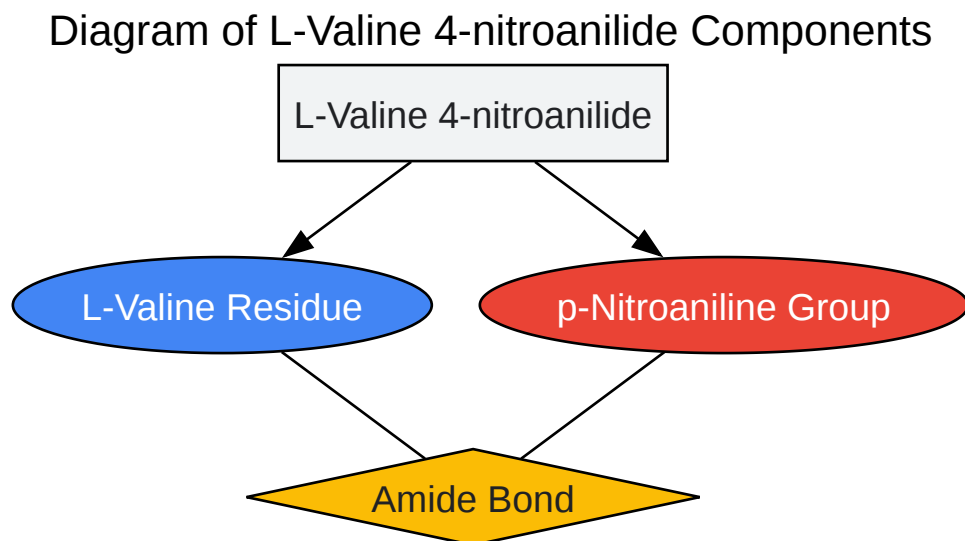 Diagram of L-Valine 4-nitroanilide Components
L-Valine 4-nitroanilide
L-Valine Residue
p-Nitroaniline Group
Amide Bond